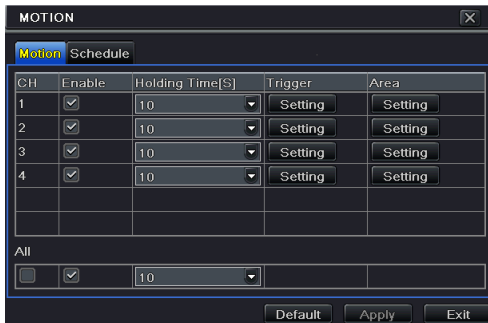 MOTION
Motion Schedule
CH Enable Holding Time[S] Trigger Area
1 10 Setting Setting
2 10 Setting Setting
3 10 Setting Setting
4 10 Setting Setting
All
10
Default Apply Exit